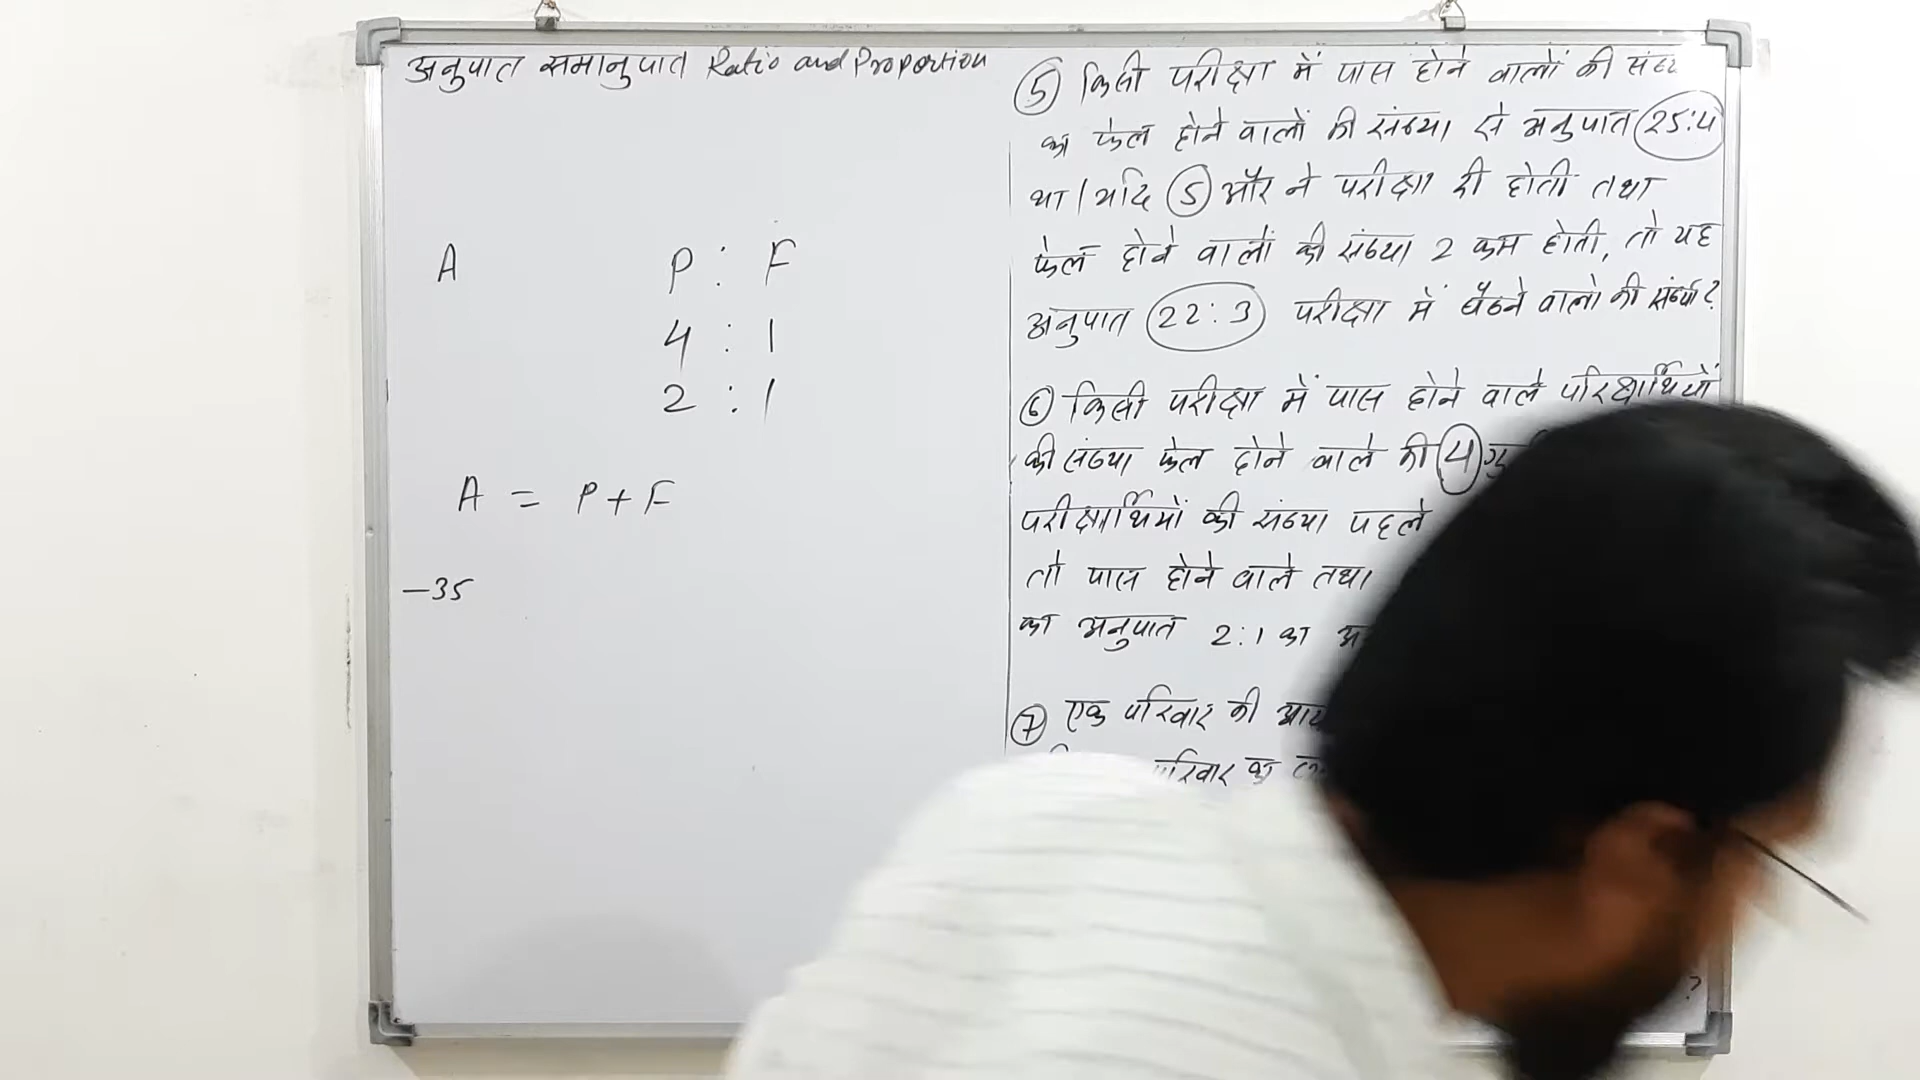 अनुपात समानुपात Ratio and Proportion
A P : F
4 : 1
2 : 1
A = P + F
-35
⑤ किसी परीक्षा में पास होने वालों की
का फेल होने वालों की संख्या से अनुपात 25:4
था। यदि 5 और ने परीक्षा दी होती तथा
फेल होने वालों की संख्या 2 कम होती, तो यह
अनुपात 22:3 परीक्षा में बैठने वालो की संख्या?
⑥ किसी परीक्षा में पास होने वाले परिक्षार्थियों
की संख्या फेल होने वाले की 4
परीक्षार्थियों की संख्या पहले
तो पास होने वाले तथा
का अनुपात 2:1 का
⑦ एक परिवार की
परिवार का
?